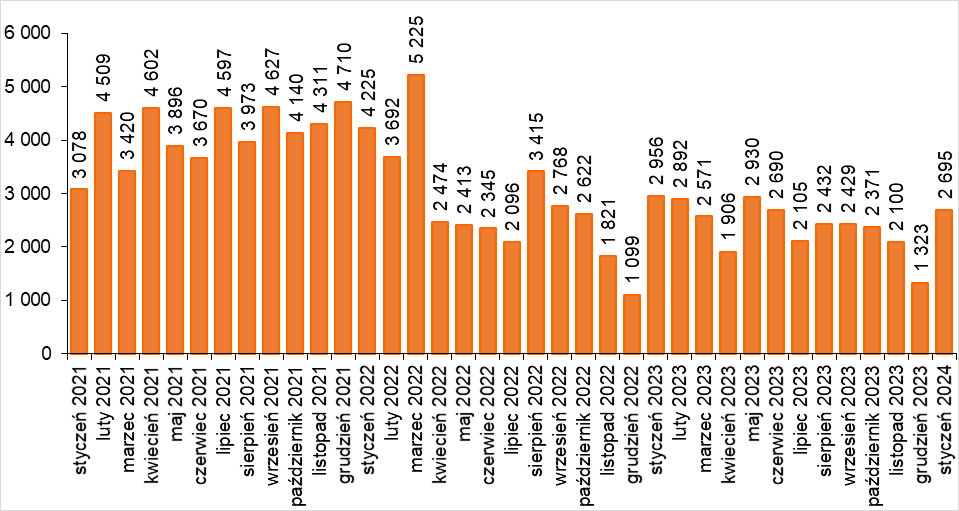 6 000
5 000
4 000
3 000
2 000
1 000
0
3 078
4 509
3 420
4 602
3 896
3 670
4 597
3 973
4 627
4 140
4 311
4 710
4 225
3 692
5 225
2 474
2 413
2 345
2 096
3 415
2 768
2 622
1 821
1 099
2 956
2 892
2 571
1 906
2 930
2 690
2 105
2 432
2 429
2 371
2 100
1 323
2 695
styczeń 2021
luty 2021
marzec 2021
kwiecień 2021
maj 2021
czerwiec 2021
lipiec 2021
sierpień 2021
wrzesień 2021
październik 2021
listopad 2021
grudzień 2021
styczeń 2022
luty 2022
marzec 2022
kwiecień 2022
maj 2022
czerwiec 2022
lipiec 2022
sierpień 2022
wrzesień 2022
październik 2022
listopad 2022
grudzień 2022
styczeń 2023
luty 2023
marzec 2023
kwiecień 2023
maj 2023
czerwiec 2023
lipiec 2023
sierpień 2023
wrzesień 2023
październik 2023
listopad 2023
grudzień 2023
styczeń 2024